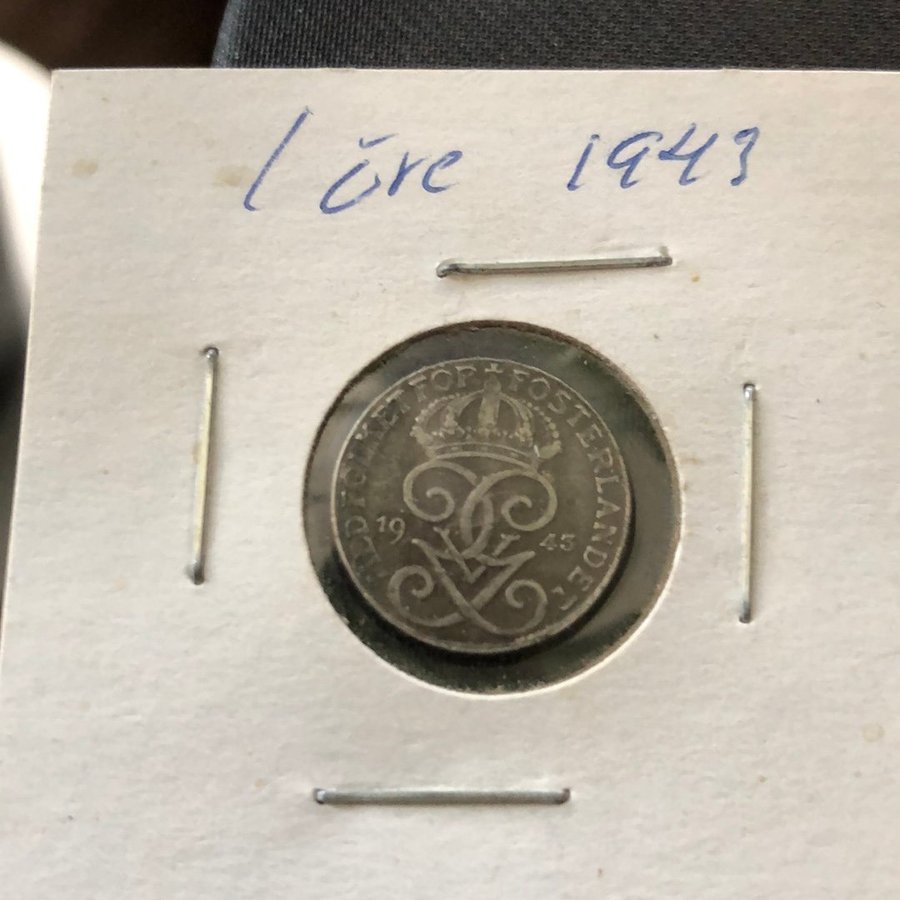 1 öre 1943
MED FOLKET FÖR FOSTERLANDET
19 43